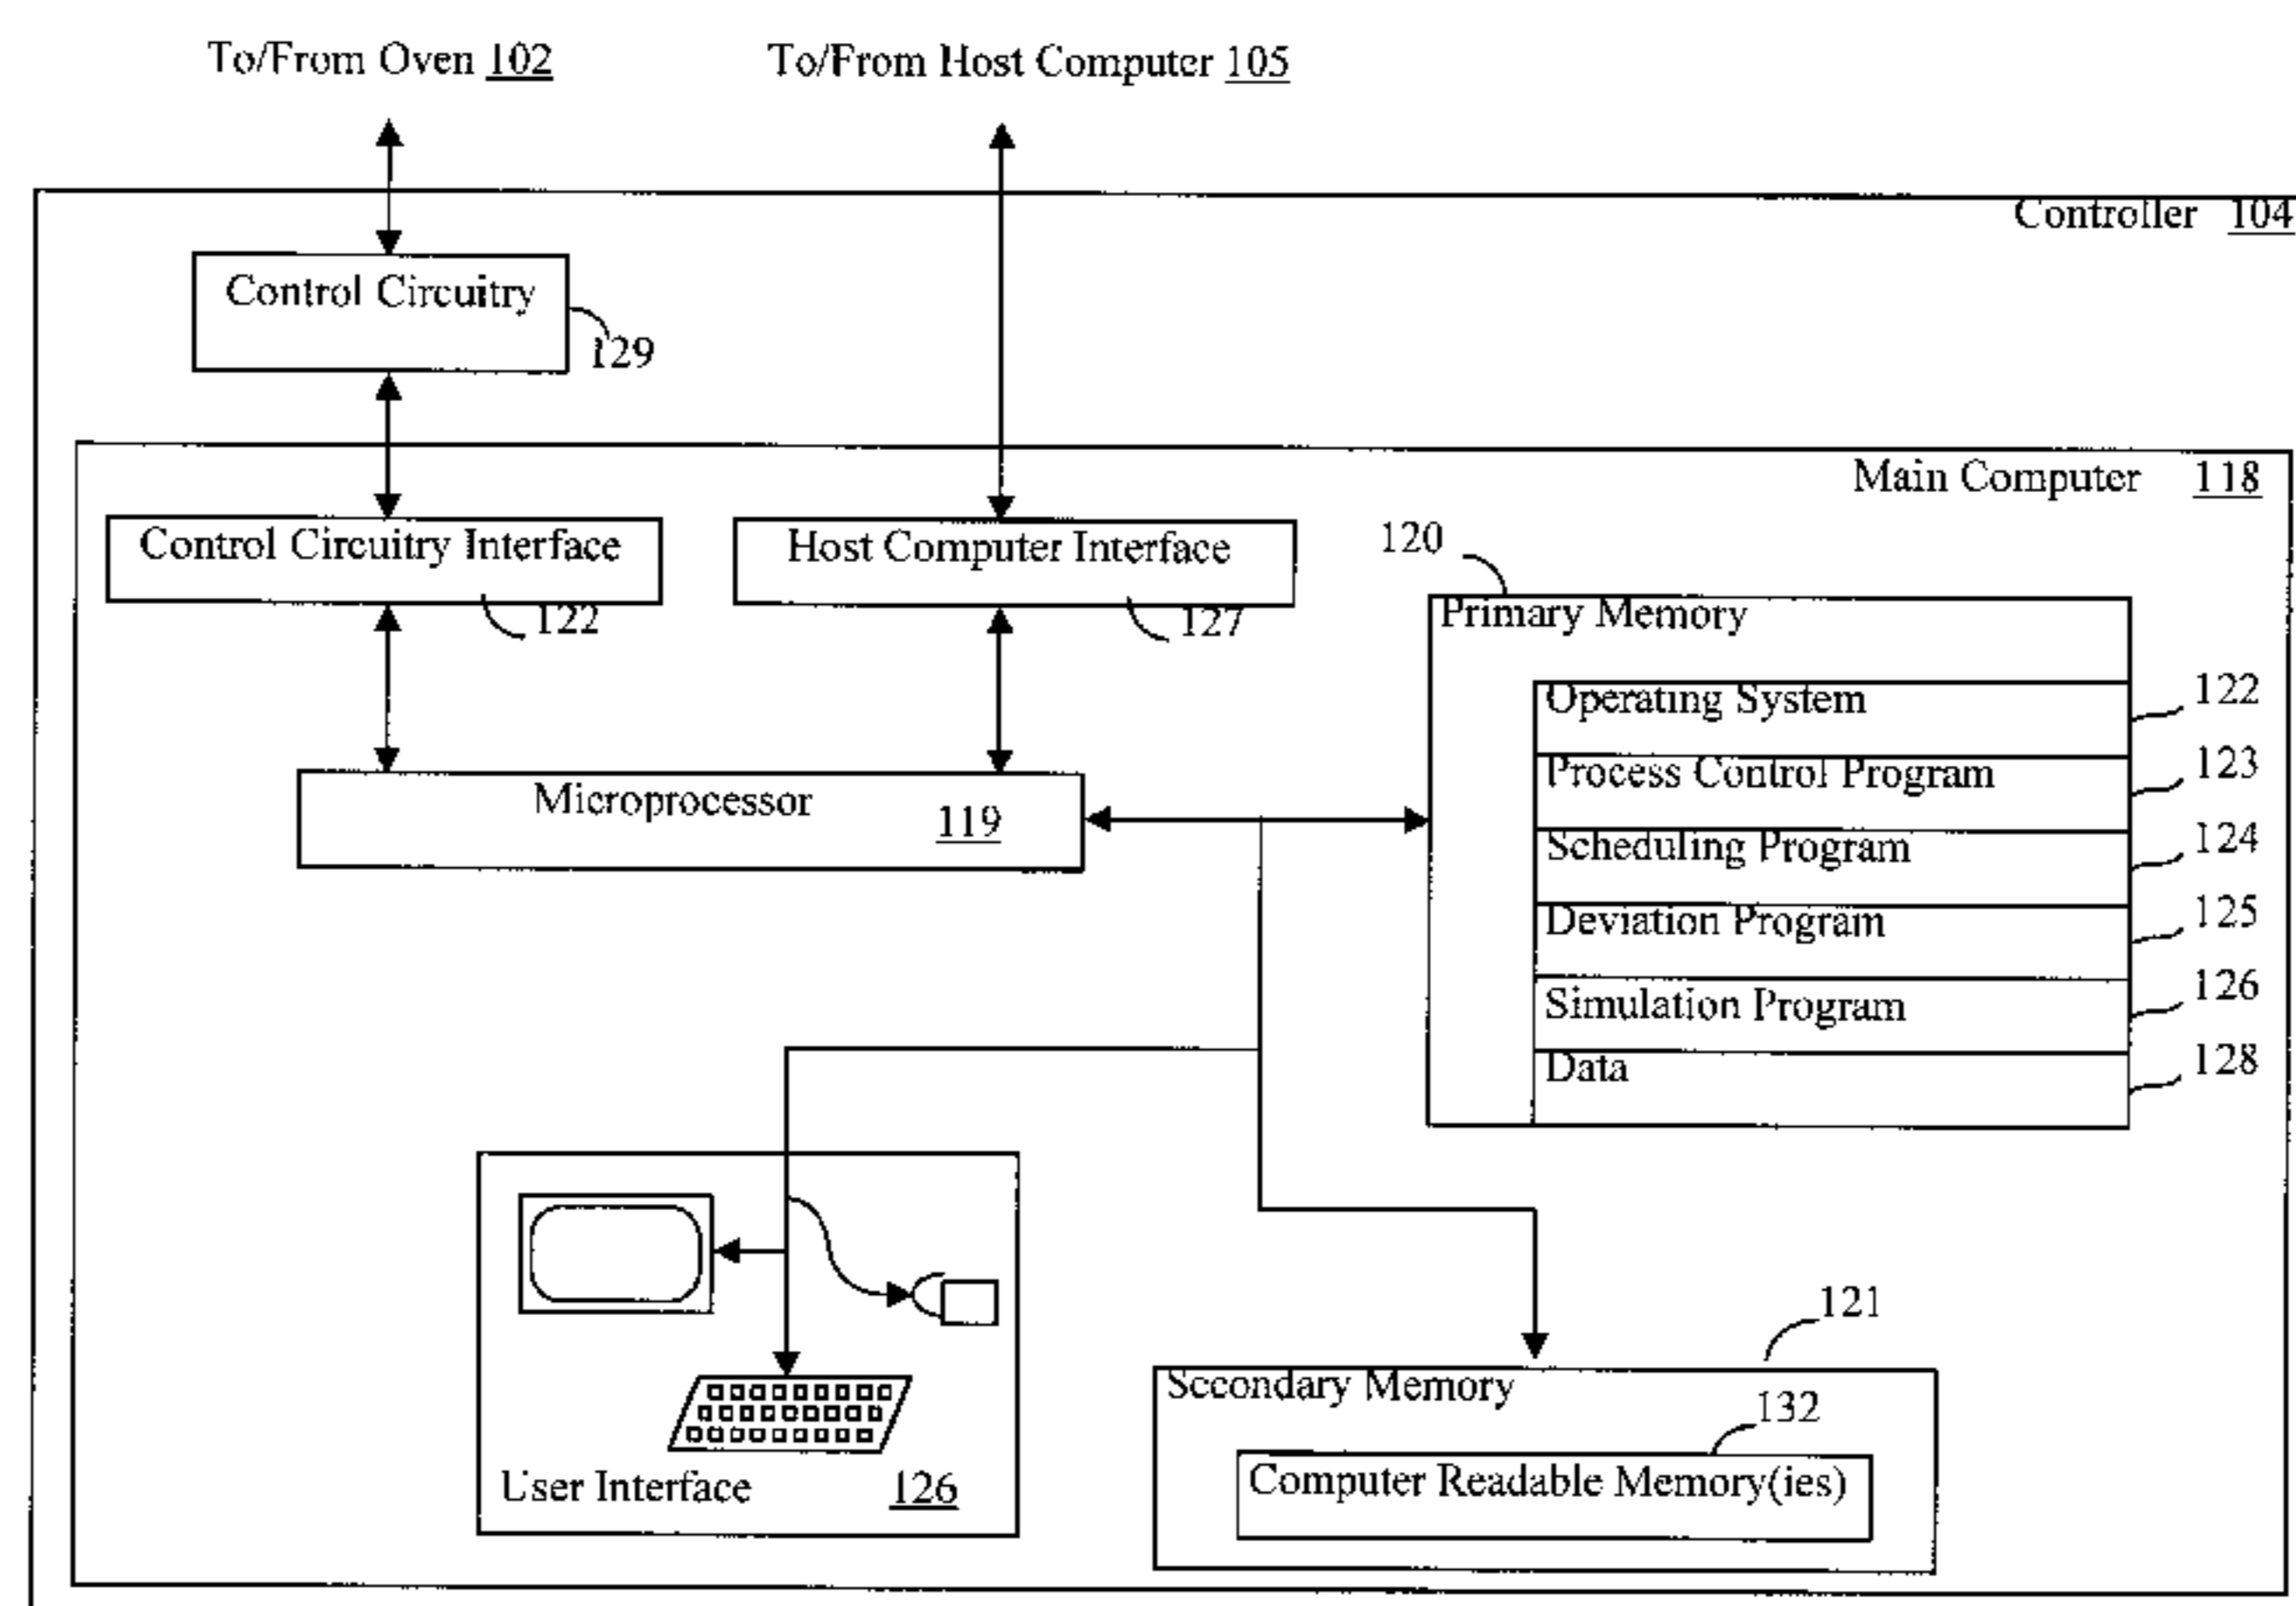 To/From Oven 102
To/From Host Computer 105
Controller 104
Control Circuitry
129
Main Computer 118
Control Circuitry Interface
122
Host Computer Interface
127
120
Primary Memory
Operating System
122
Process Control Program
123
Scheduling Program
124
Deviation Program
125
Simulation Program
126
Data
128
Microprocessor 119
User Interface 126
121
Secondary Memory
132
Computer Readable Memory(ies)